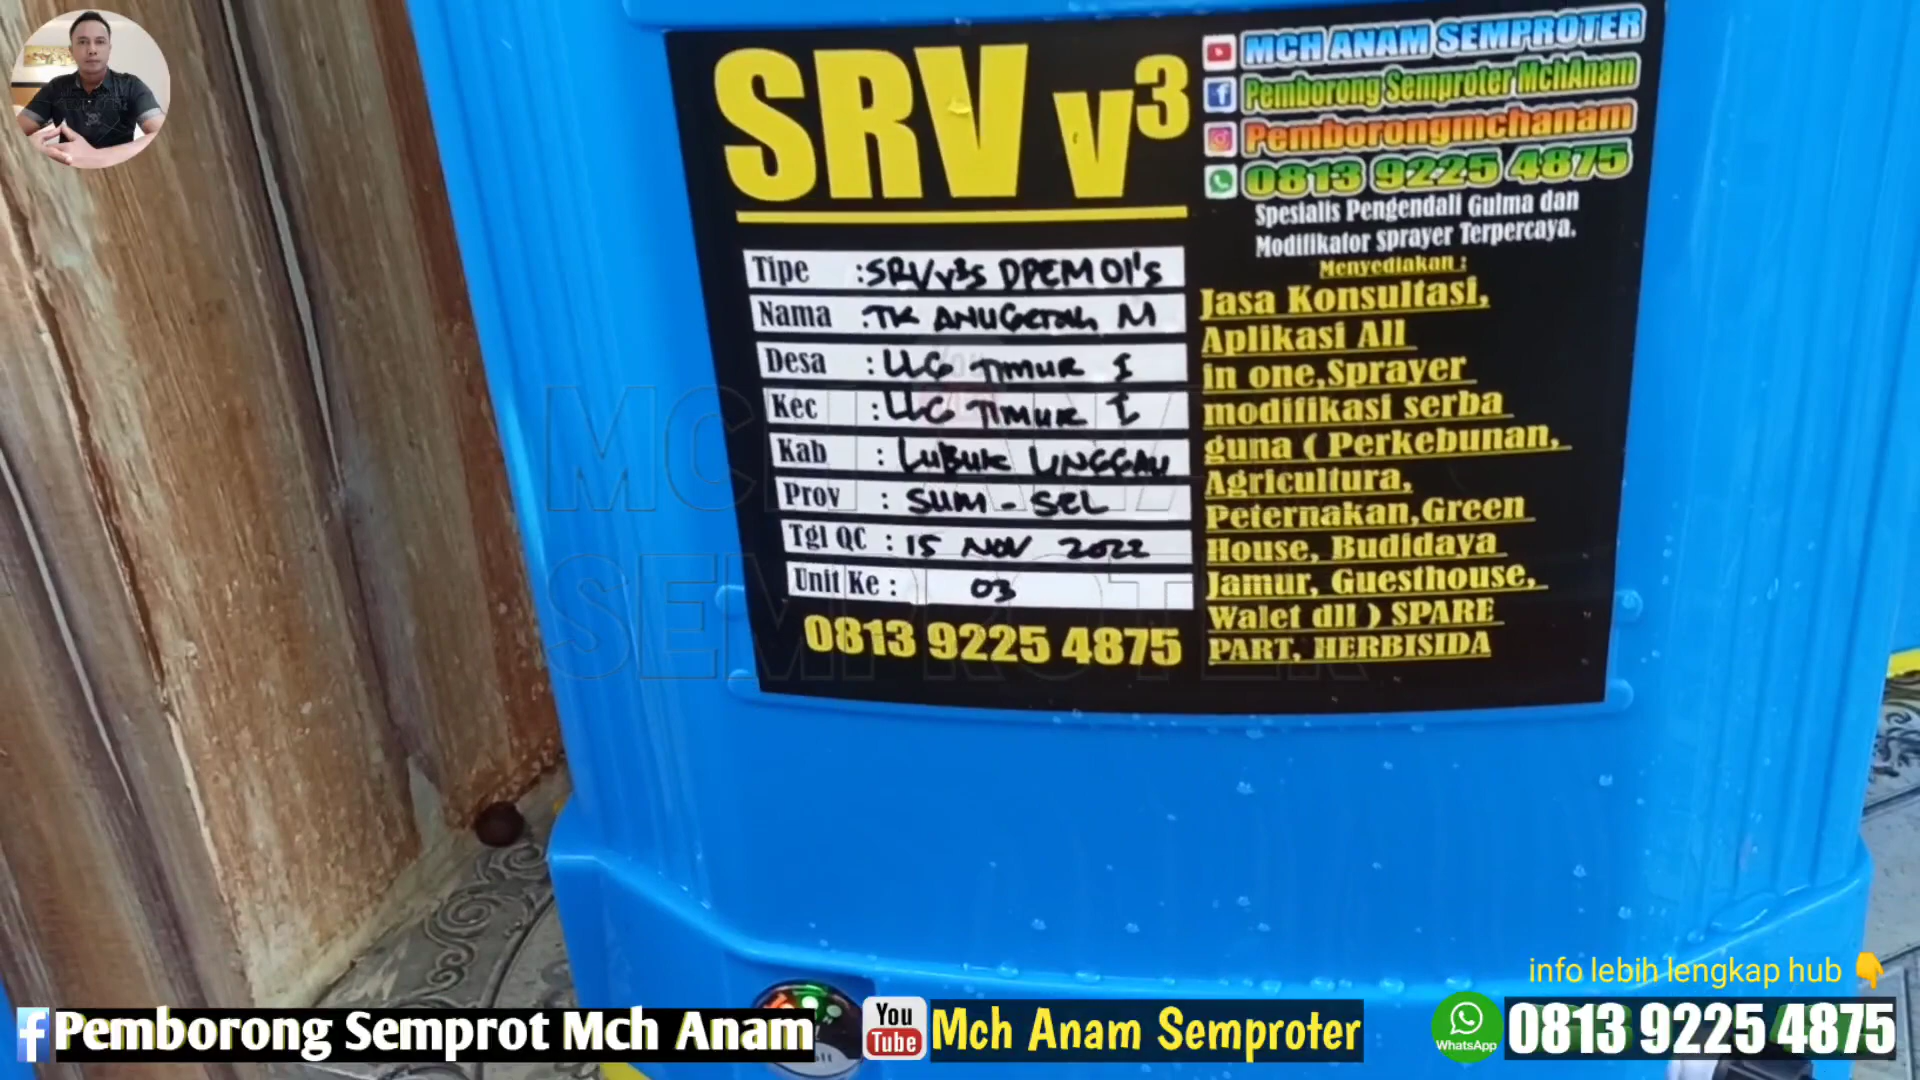 SRV v3
MCH ANAM SEMPROTER
Pemborong Semproter MchAnam
Pemborongmchanam
0813 9225 4875
Spesialis Pengendali Gulma dan
Modifikator Sprayer Terpercaya.
Menyediakan :
Jasa Konsultasi,
Aplikasi All
in one,Sprayer
modifikasi serba
guna ( Perkebunan,
Agricultura,
Peternakan,Green
House, Budidaya
Jamur, Guesthouse,
Walet dll ) SPARE
PART, HERBISIDA
Tipe : SRV v3s DPEM 01's
Nama : TK ANUGerah M
Desa : LLG TIMUR I
Kec : LLG TIMUR I
Kab : LUBUK LINGGAU
Prov : SUM - SEL
Tgl QC : 15 NOV 2022
Unit Ke : 03
0813 9225 4875
MCH ANAM
SEMPROTER
info lebih lengkap hub
Pemborong Semprot Mch Anam
You Tube
Mch Anam Semproter
WhatsApp
0813 9225 4875